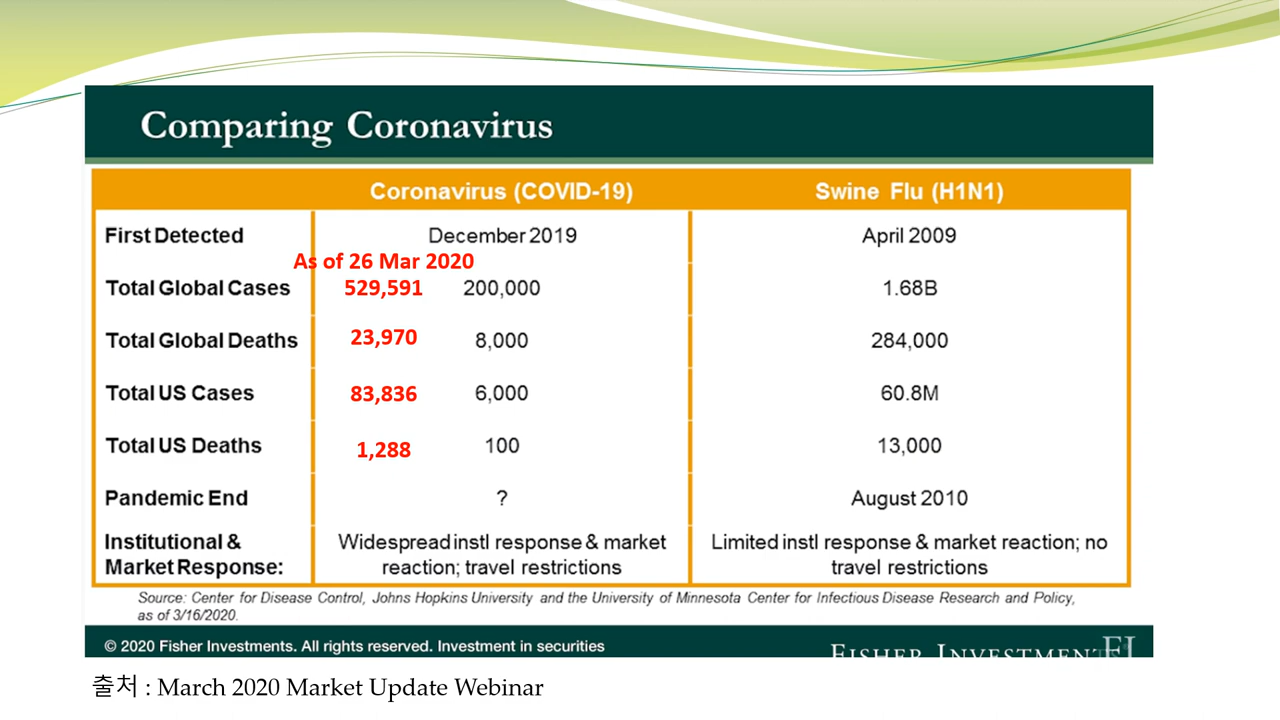 Comparing Coronavirus
Coronavirus (COVID-19) Swine Flu (H1N1)
First Detected December 2019 April 2009
As of 26 Mar 2020
Total Global Cases 529,591 200,000 1.68B
Total Global Deaths 23,970 8,000 284,000
Total US Cases 83,836 6,000 60.8M
Total US Deaths 1,288 100 13,000
Pandemic End ? August 2010
Institutional & Widespread instl response & market Limited instl response & market reaction; no
Market Response: reaction; travel restrictions travel restrictions
Source: Center for Disease Control, Johns Hopkins University and the University of Minnesota Center for Infectious Disease Research and Policy,
as of 3/16/2020.
© 2020 Fisher Investments. All rights reserved. Investment in securities
FISHER INVESTMENTS FI
출처 : March 2020 Market Update Webinar